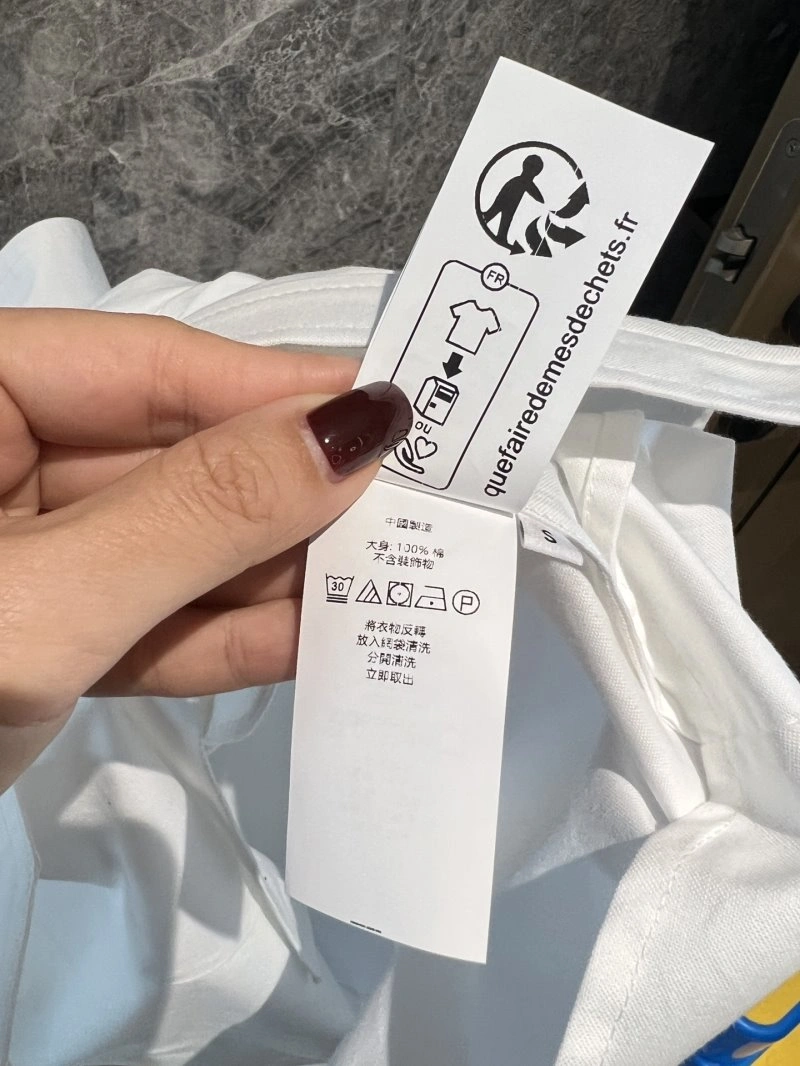 FR
OU
quefairedemesdechets.fr
中國製造
大身: 100% 棉
不含裝飾物
30
P
將衣物反轉
放入網袋清洗
分開清洗
立即取出
S